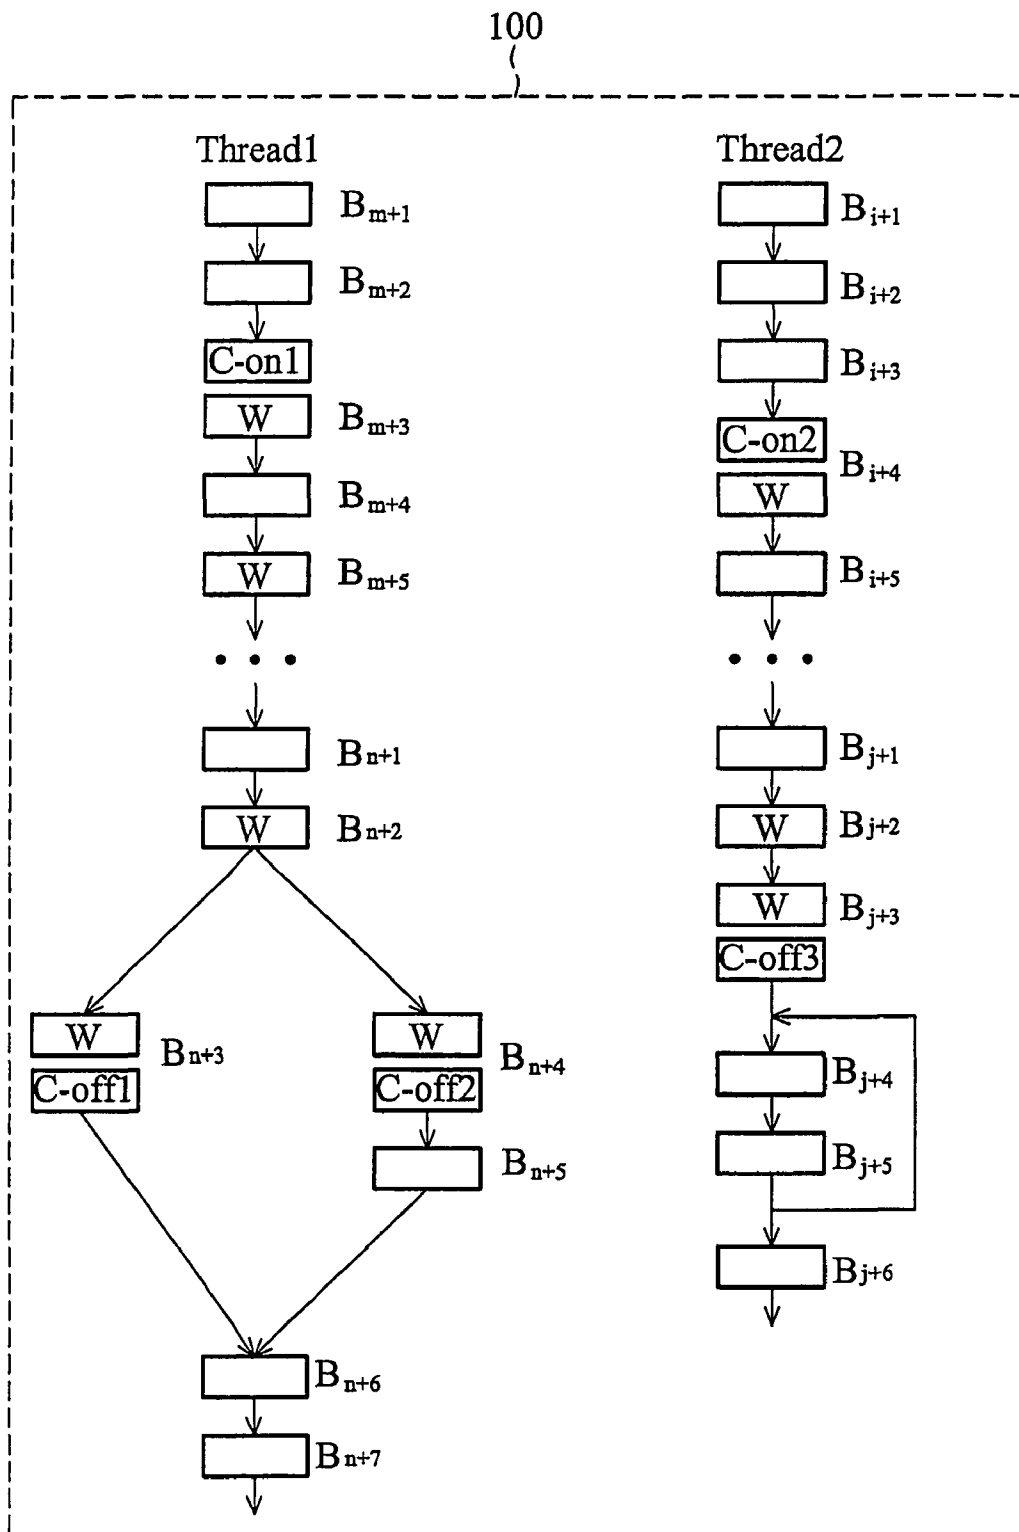 100
Thread1
Bm+1
Bm+2
C-on1
W
Bm+3
Bm+4
W
Bm+5
• • •
Bn+1
W
Bn+2
W
C-off1
Bn+3
W
C-off2
Bn+4
Bn+5
Bn+6
Bn+7
Thread2
Bi+1
Bi+2
Bi+3
C-on2
W
Bi+4
Bi+5
• • •
Bj+1
W
Bj+2
W
Bj+3
C-off3
Bj+4
Bj+5
Bj+6